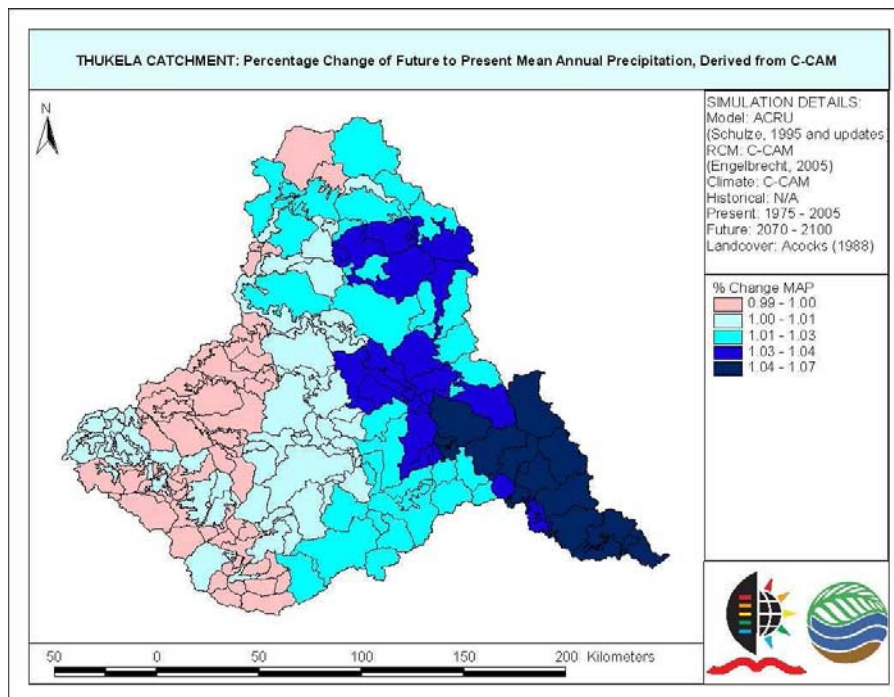 THUKELA CATCHMENT: Percentage Change of Future to Present Mean Annual Precipitation, Derived from C-CAM
N
SIMULATION DETAILS:
Model: ACRU
(Schulze, 1995 and updates
RCM: C-CAM
(Engelbrecht, 2005)
Climate: C-CAM
Historical: N/A
Present: 1975 - 2005
Future: 2070 - 2100
Landcover: Acocks (1988)
% Change MAP
0.99 - 1.00
1.00 - 1.01
1.01 - 1.03
1.03 - 1.04
1.04 - 1.07
50 0 50 100 150 200 Kilometers